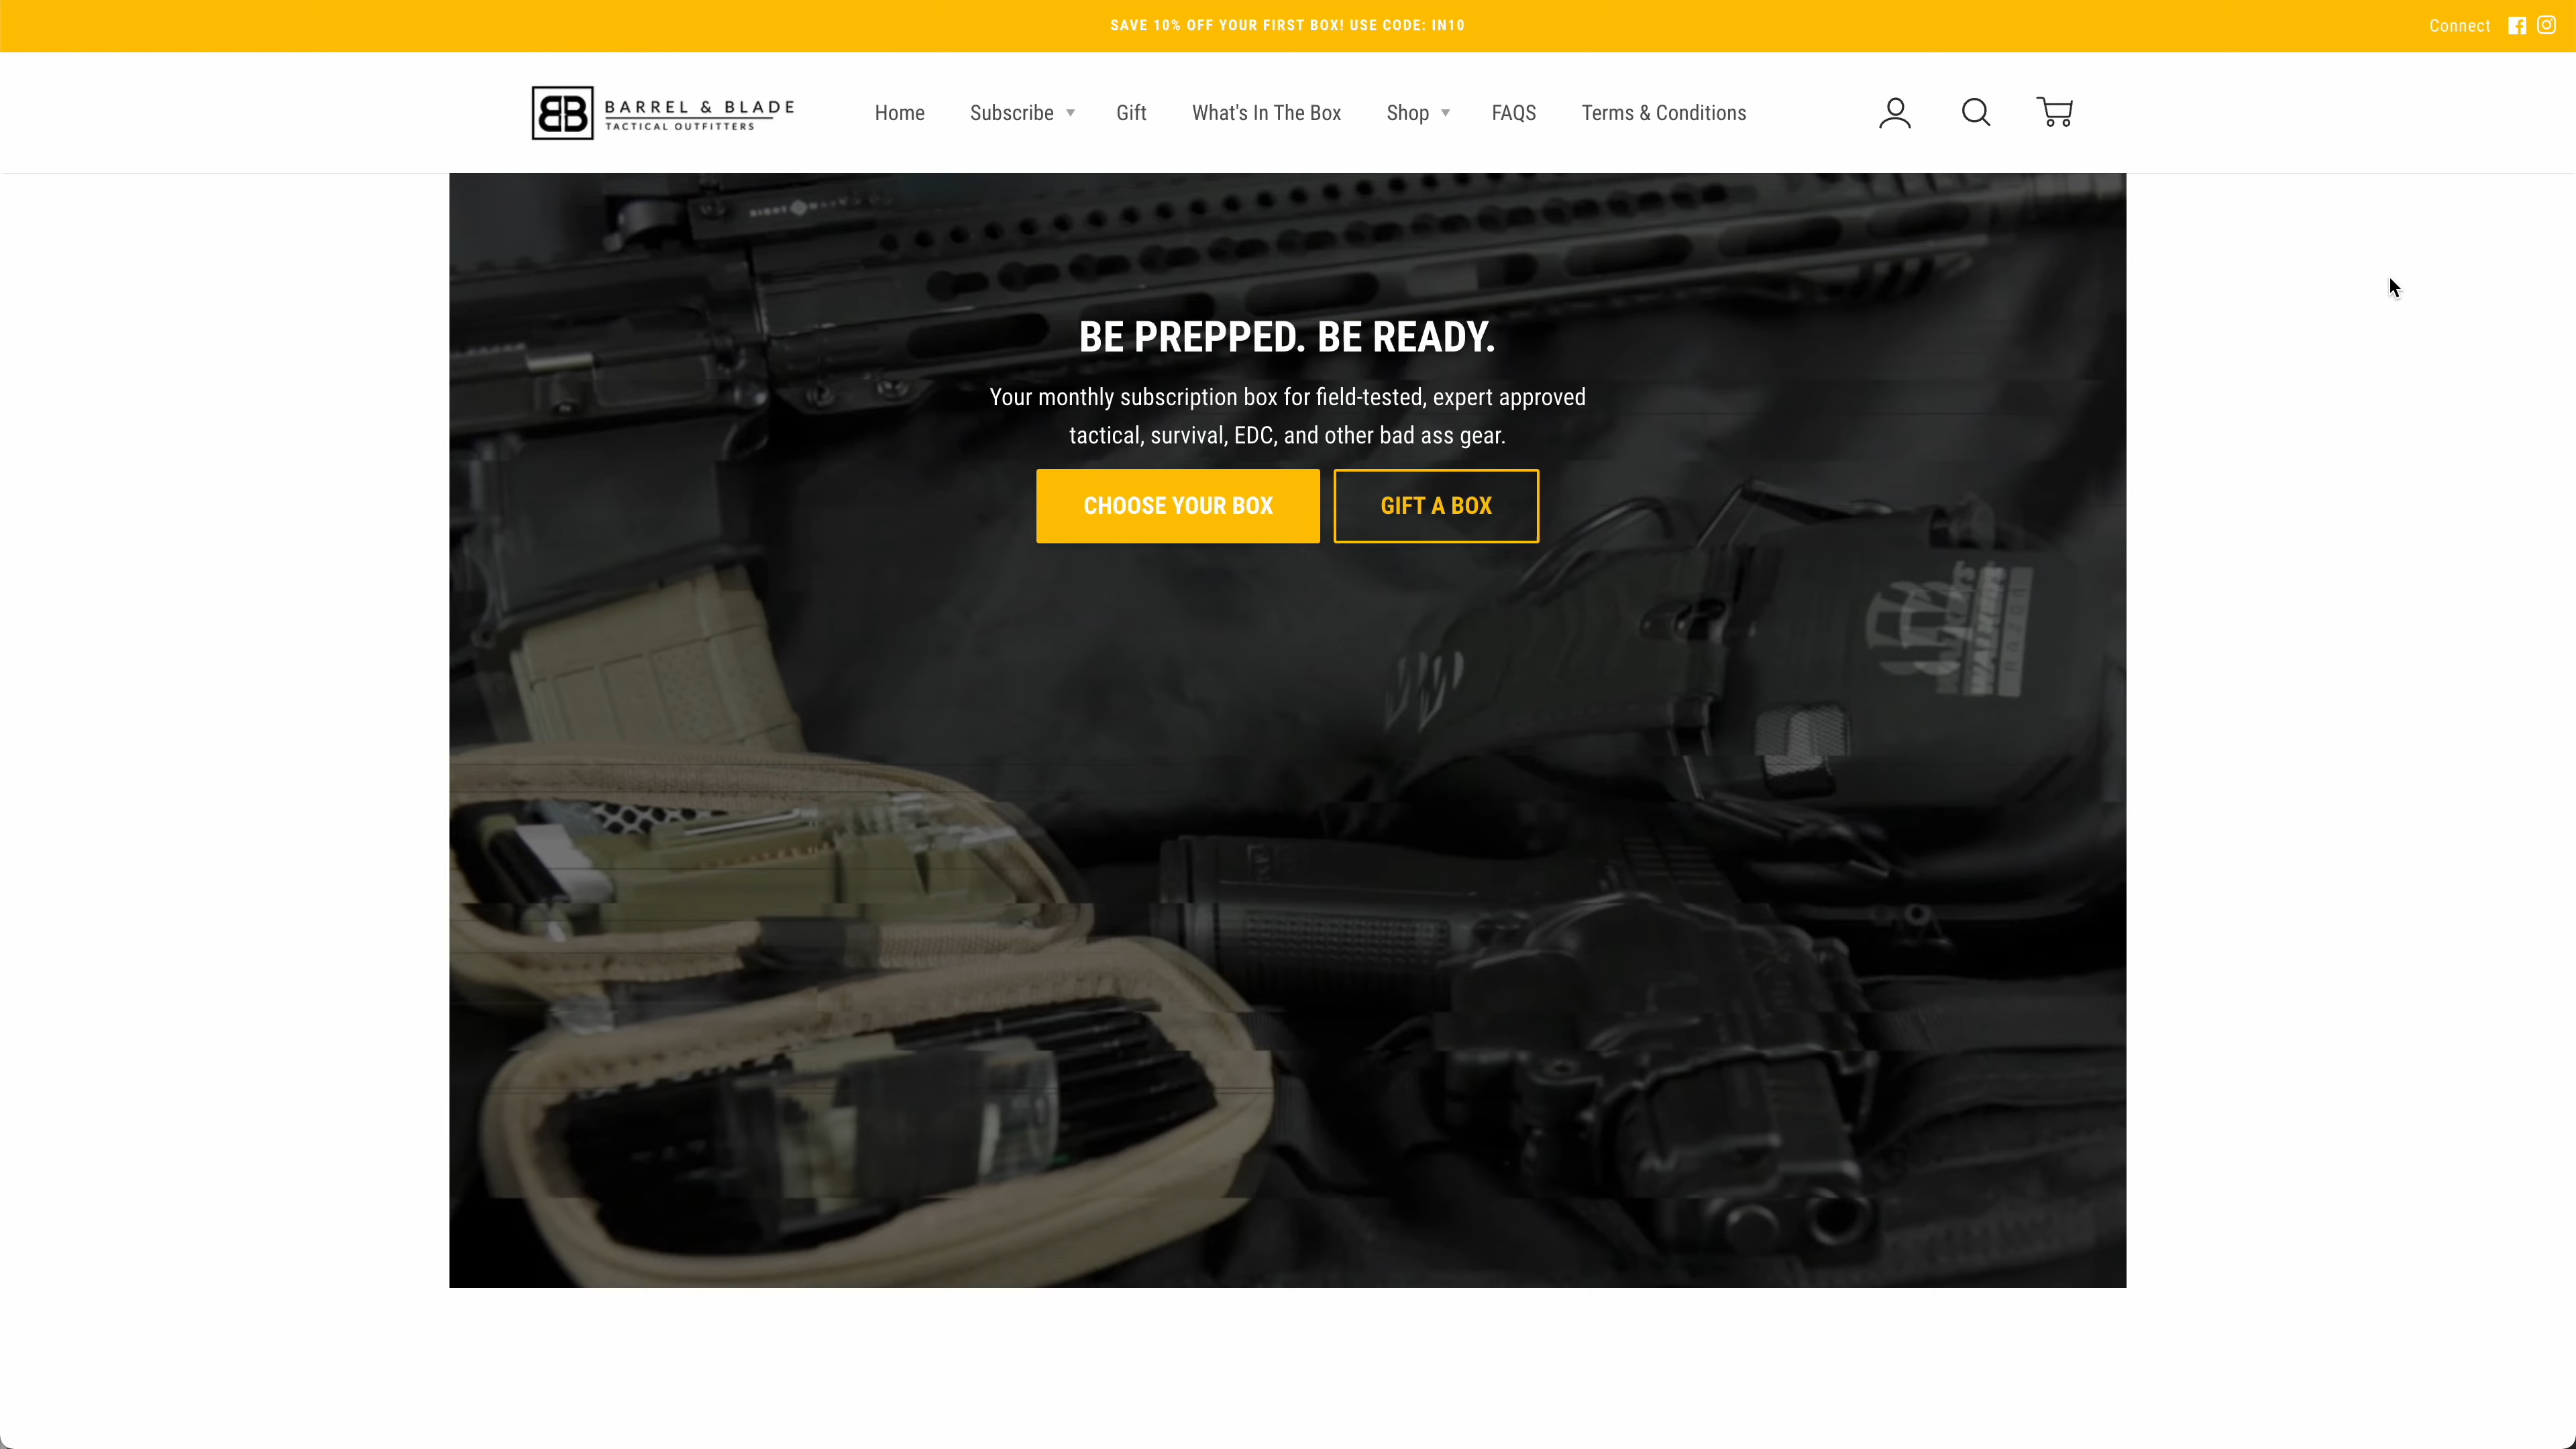 SAVE 10% OFF YOUR FIRST BOX! USE CODE: IN10
Connect
BB BARREL & BLADE
TACTICAL OUTFITTERS
Home
Subscribe
Gift
What's In The Box
Shop
FAQS
Terms & Conditions
BE PREPPED. BE READY.
Your monthly subscription box for field-tested, expert approved
tactical, survival, EDC, and other bad ass gear.
CHOOSE YOUR BOX
GIFT A BOX
WALKER'S